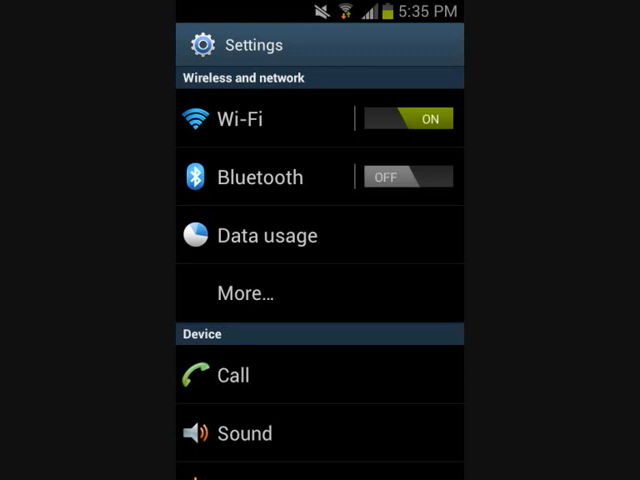 5:35 PM
Settings
Wireless and network
Wi-Fi
ON
Bluetooth
OFF
Data usage
More...
Device
Call
Sound